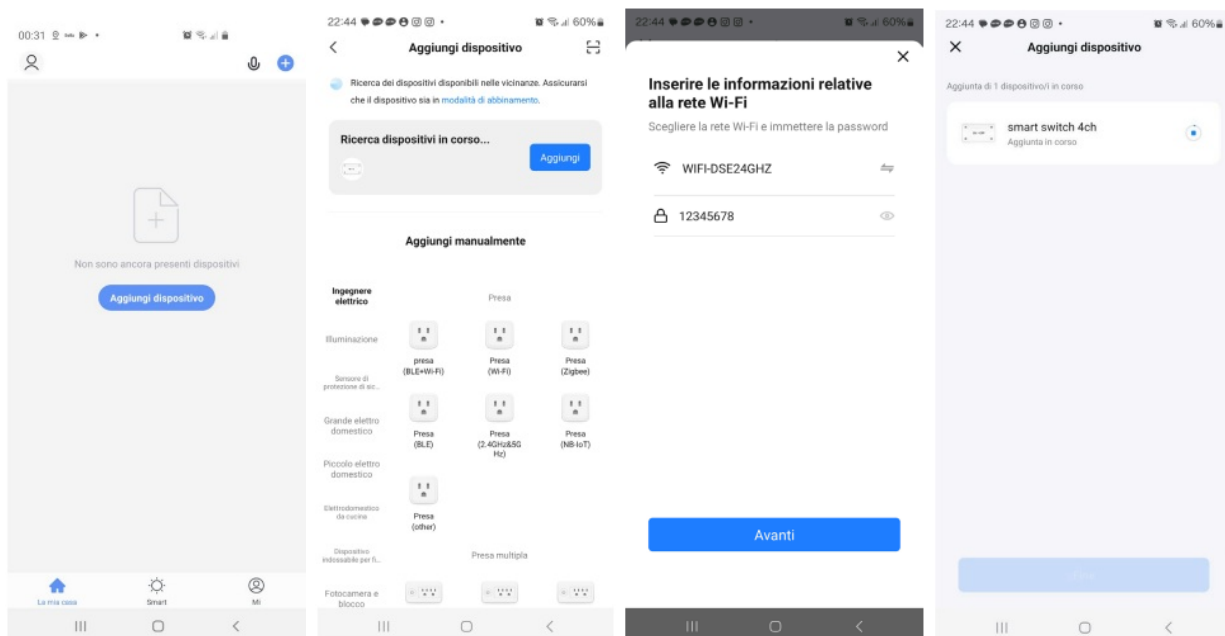 00:31
Non sono ancora presenti dispositivi
Aggiungi dispositivo
La mia casa
Smart
Mi
22:44
60%
Aggiungi dispositivo
Ricerca dei dispositivi disponibili nelle vicinanze. Assicurarsi
che il dispositivo sia in modalità di abbinamento.
Ricerca dispositivi in corso...
Aggiungi
Aggiungi manualmente
Ingegnere
elettrico
Presa
Illuminazione
presa
(BLE+Wi-Fi)
Presa
(Wi-Fi)
Presa
(Zigbee)
Sensore di
protezione di sic...
Grande elettro
domestico
Presa
(BLE)
Presa
(2.4GHz&5G
Hz)
Presa
(NB-IoT)
Piccolo elettro
domestico
Elettrodomestico
da cucina
Presa
(other)
Dispositivo
indossabile per fi...
Presa multipla
Fotocamera e
blocco
22:44
60%
Inserire le informazioni relative
alla rete Wi-Fi
Scegliere la rete Wi-Fi e immettere la password
WIFI-DSE24GHZ
12345678
Avanti
22:44
60%
Aggiungi dispositivo
Aggiunta di 1 dispositivo/i in corso
smart switch 4ch
Aggiunta in corso